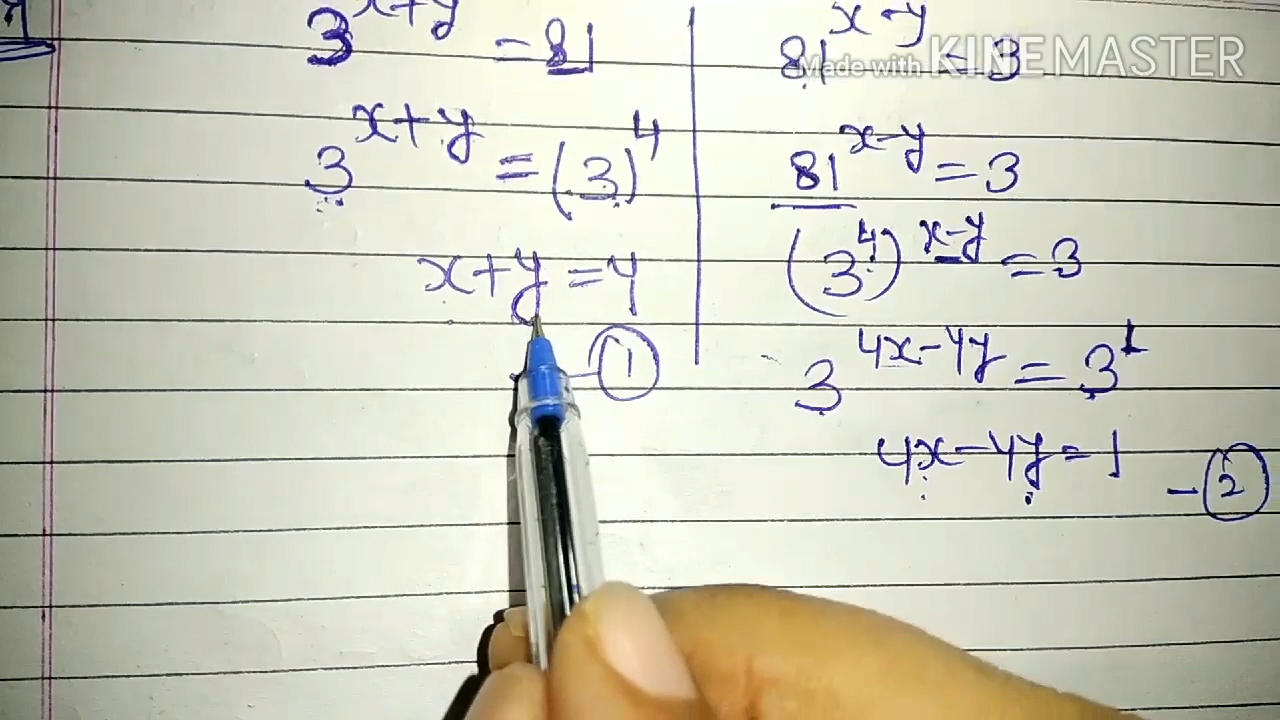 3^{x+y} = 81
3^{x+y} = (3)^4
x+y = 4
1
81^{x-y} = 3
Made with KINEMASTER
81^{x-y} = 3
(3^4)^{x-y} = 3
3^{4x-4y} = 3^1
4x-4y = 1
- 2